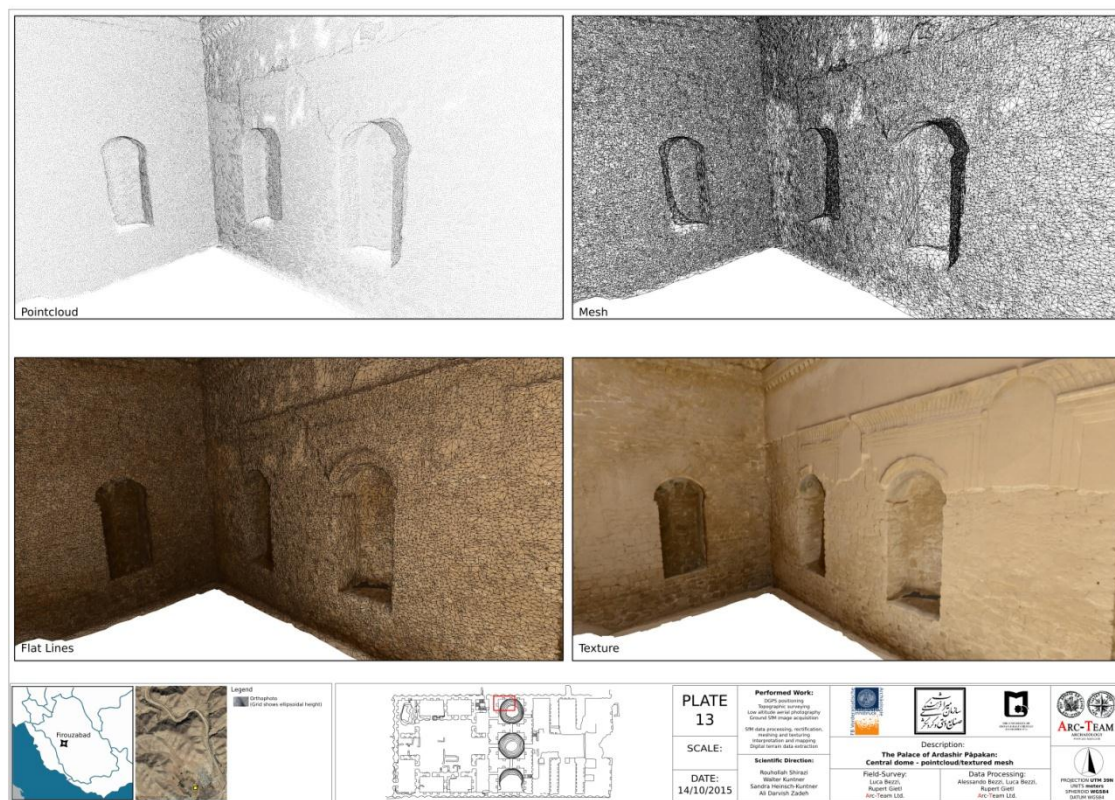 Pointcloud
Mesh
Flat Lines
Texture
Firouzabad
Legend
Orthophoto
(Grid shows ellipsoidal height)
PLATE
13
SCALE:
DATE:
14/10/2015
Performed Work:
DGPS positioning
Topographic surveying
Low altitude aerial photography
Ground SfM image acquisition
SfM data processing, rectification,
meshing and texturing
Interpretation and mapping
Digital terrain data extraction
Scientific Direction:
Rouhollah Shirazi
Walter Kuntner
Sandra Heinsch-Kuntner
Ali Darvish Zadeh
Description:
The Palace of Ardashir Pāpakan:
Central dome - pointcloud/textured mesh
Field-Survey:
Luca Bezzi,
Rupert Gietl
Arc-Team Ltd.
Data Processing:
Alessandro Bezzi, Luca Bezzi,
Rupert Gietl
Arc-Team Ltd.
ARC-TEAM
ARCHAEOLOGY
PROJECTION UTM 39N
UNITS meters
SPHEROID WGS84
DATUM WGS84